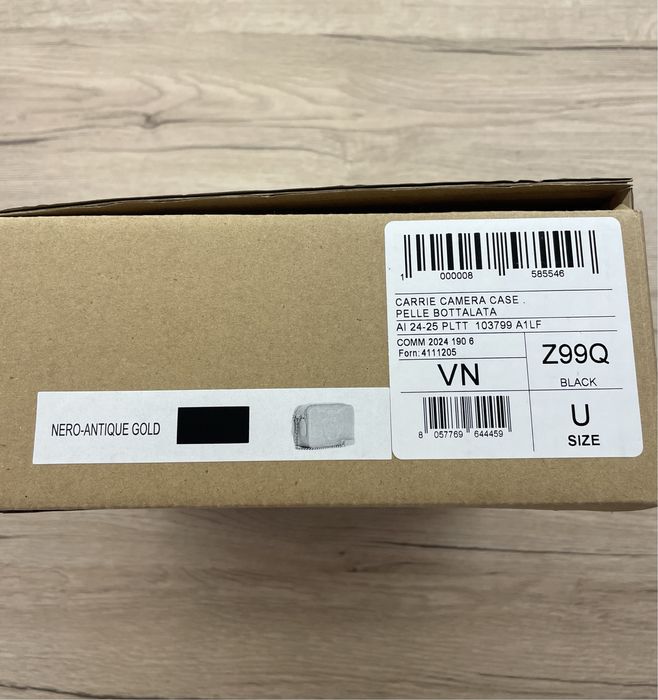 1 000008 585546
CARRIE CAMERA CASE .
PELLE BOTTALATA
AI 24-25 PLTT 103799 A1LF
COMM 2024 190 6
Forn:4111205
VN
Z99Q
BLACK
8 057769 644459
U
SIZE
NERO-ANTIQUE GOLD